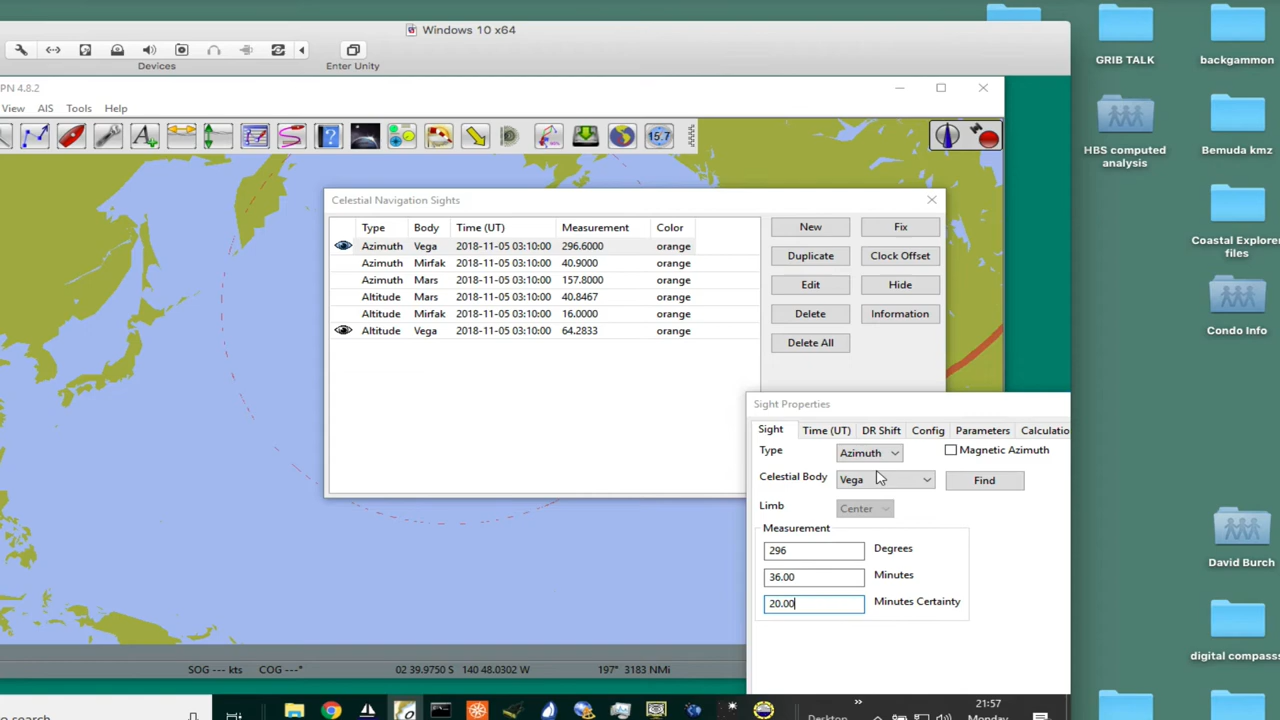 Windows 10 x64
Devices
Enter Unity
PN 4.8.2
View AIS Tools Help
15.7
Celestial Navigation Sights
Type Body Time (UT) Measurement Color
Azimuth Vega 2018-11-05 03:10:00 296.6000 orange
Azimuth Mirfak 2018-11-05 03:10:00 40.9000 orange
Azimuth Mars 2018-11-05 03:10:00 157.8000 orange
Altitude Mars 2018-11-05 03:10:00 40.8467 orange
Altitude Mirfak 2018-11-05 03:10:00 16.0000 orange
Altitude Vega 2018-11-05 03:10:00 64.2833 orange
New Fix
Duplicate Clock Offset
Edit Hide
Delete Information
Delete All
Sight Properties
Sight Time (UT) DR Shift Config Parameters Calculatio
Type Azimuth Magnetic Azimuth
Celestial Body Vega Find
Limb Center
Measurement
296 Degrees
36.00 Minutes
20.00 Minutes Certainty
SOG --- kts COG ---° 02 39.9750 S 140 48.0302 W 197° 3183 NMi
o search
Desktop
»
21:57
Monday
GRIB TALK
backgammon
HBS computed
analysis
Bemuda kmz
Coastal Explorer
files
Condo Info
David Burch
digital compass